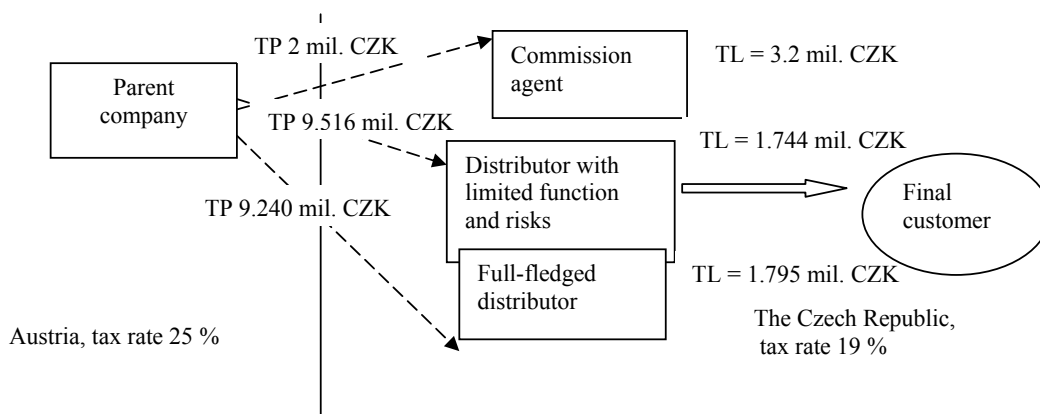 TP 2 mil. CZK
Commission
agent
TL = 3.2 mil. CZK
Parent
company
TP 9.516 mil. CZK
TL = 1.744 mil. CZK
Distributor with
limited function
and risks
Final
customer
TP 9.240 mil. CZK
Full-fledged
distributor
TL = 1.795 mil. CZK
Austria, tax rate 25 %
The Czech Republic,
tax rate 19 %